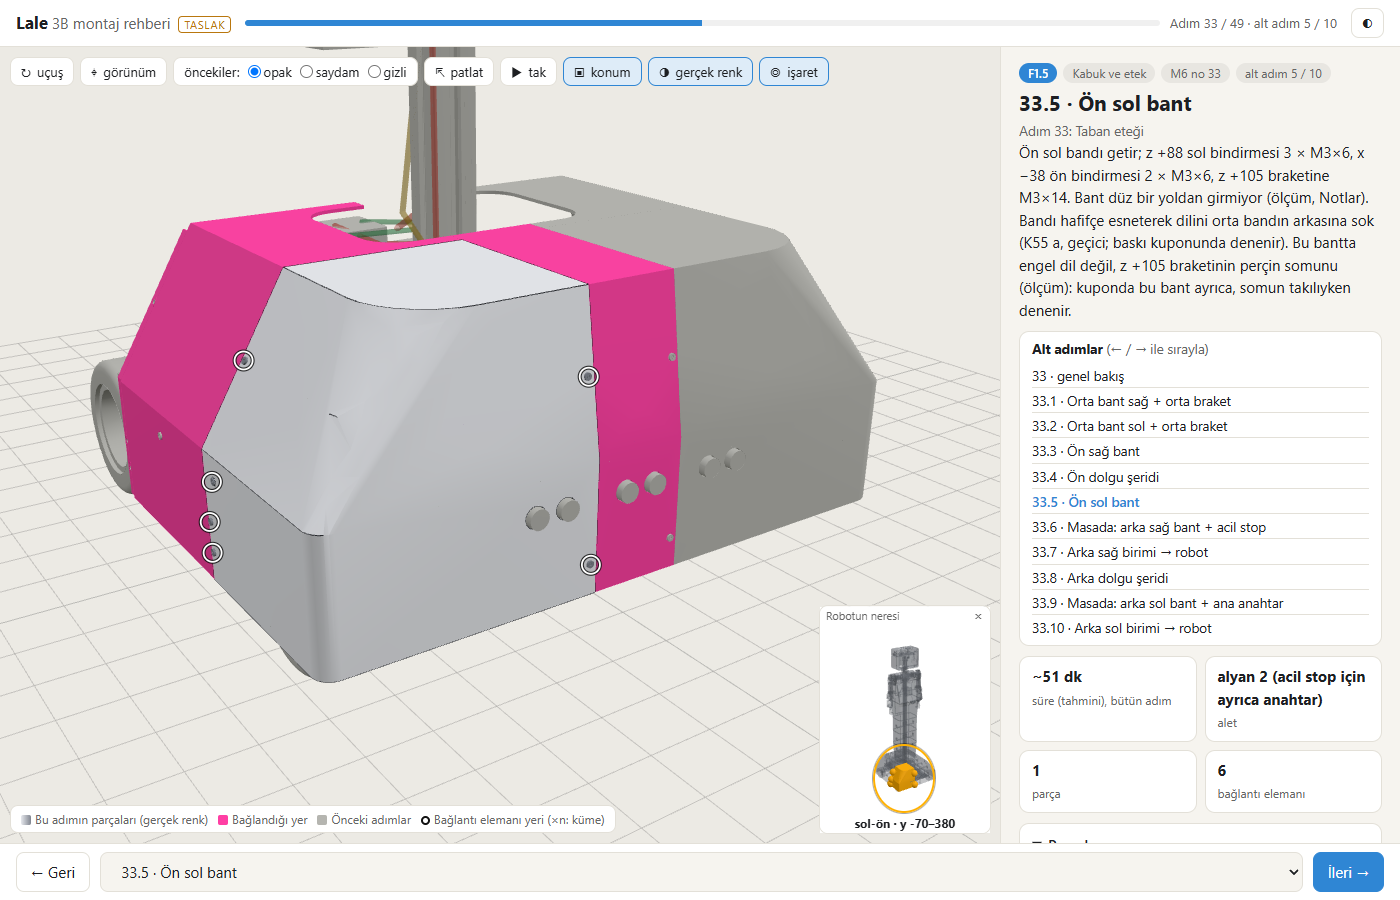 Lale 3B montaj rehberi TASLAK
Adım 33 / 49 · alt adım 5 / 10
uçuş
görünüm
öncekiler: opak saydam gizli
patlat
tak
konum
gerçek renk
işaret
F1.5 Kabuk ve etek M6 no 33 alt adım 5 / 10
33.5 · Ön sol bant
Adım 33: Taban eteği
Ön sol bandı getir; z +88 sol bindirmesi 3 × M3×6, x
−38 ön bindirmesi 2 × M3×6, z +105 braketine
M3×14. Bant düz bir yoldan girmiyor (ölçüm, Notlar).
Bandı hafifçe esneterek dilini orta bandın arkasına sok
(K55 a, geçici; baskı kuponunda denenir). Bu bantta
engel dil değil, z +105 braketinin perçin somunu
(ölçüm): kuponda bu bant ayrıca, somun takılıyken
denenir.
Alt adımlar (← / → ile sırayla)
33 · genel bakış
33.1 · Orta bant sağ + orta braket
33.2 · Orta bant sol + orta braket
33.3 · Ön sağ bant
33.4 · Ön dolgu şeridi
33.5 · Ön sol bant
33.6 · Masada: arka sağ bant + acil stop
33.7 · Arka sağ birimi → robot
33.8 · Arka dolgu şeridi
33.9 · Masada: arka sol bant + ana anahtar
33.10 · Arka sol birimi → robot
~51 dk
süre (tahmini), bütün adım
alyan 2 (acil stop için
ayrıca anahtar)
alet
1
parça
6
bağlantı elemanı
Robotun neresi ×
sol-ön · y -70–380
Bu adımın parçaları (gerçek renk) Bağlandığı yer Önceki adımlar Bağlantı elemanı yeri (×n: küme)
← Geri
33.5 · Ön sol bant
İleri →